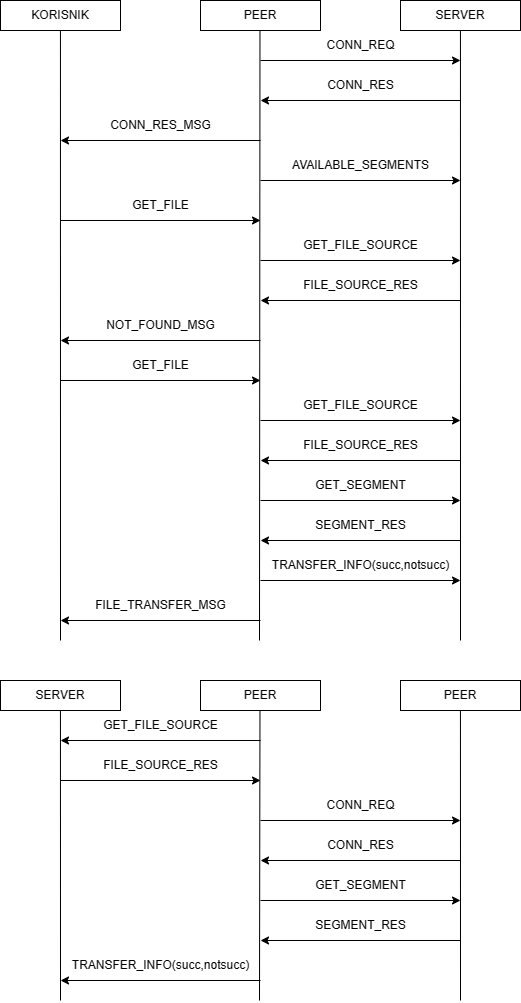 KORISNIK PEER SERVER
CONN_REQ
CONN_RES
CONN_RES_MSG
AVAILABLE_SEGMENTS
GET_FILE
GET_FILE_SOURCE
FILE_SOURCE_RES
NOT_FOUND_MSG
GET_FILE
GET_FILE_SOURCE
FILE_SOURCE_RES
GET_SEGMENT
SEGMENT_RES
TRANSFER_INFO(succ,notsucc)
FILE_TRANSFER_MSG
SERVER PEER PEER
GET_FILE_SOURCE
FILE_SOURCE_RES
CONN_REQ
CONN_RES
GET_SEGMENT
SEGMENT_RES
TRANSFER_INFO(succ,notsucc)